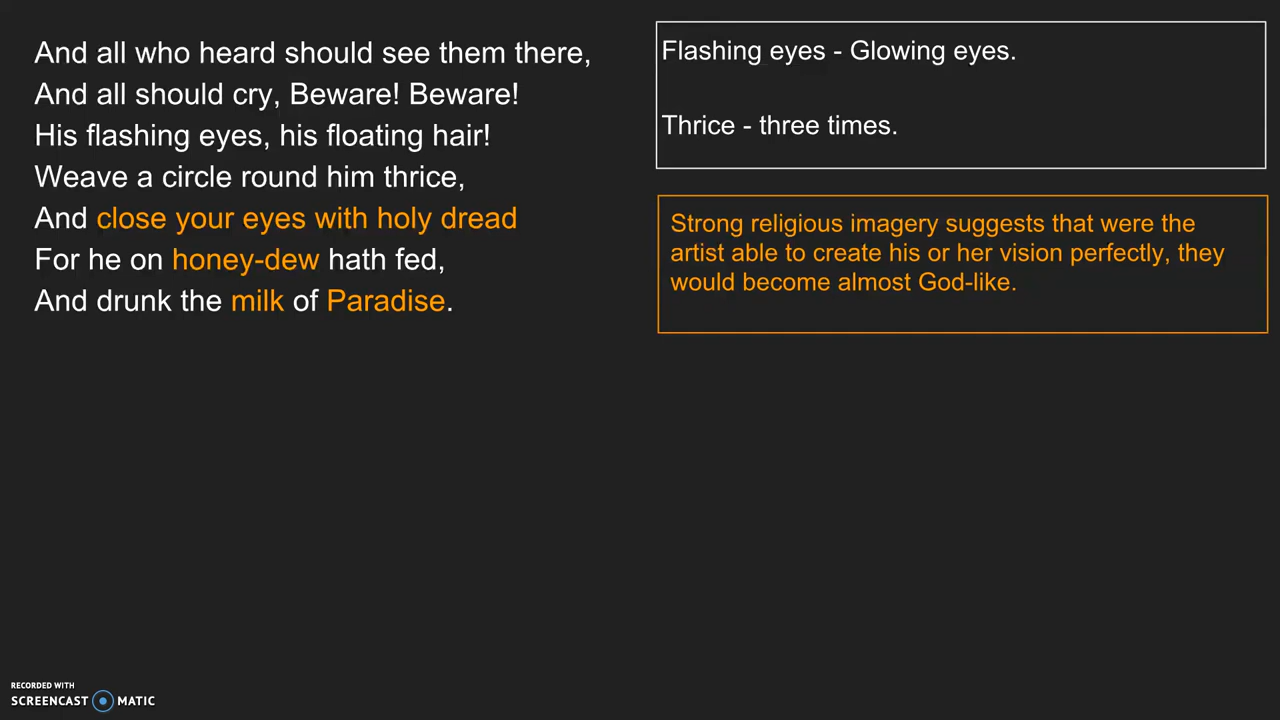 And all who heard should see them there,
And all should cry, Beware! Beware!
His flashing eyes, his floating hair!
Weave a circle round him thrice,
And close your eyes with holy dread
For he on honey-dew hath fed,
And drunk the milk of Paradise.
Flashing eyes - Glowing eyes.
Thrice - three times.
Strong religious imagery suggests that were the
artist able to create his or her vision perfectly, they
would become almost God-like.
RECORDED WITH
SCREENCAST MATIC